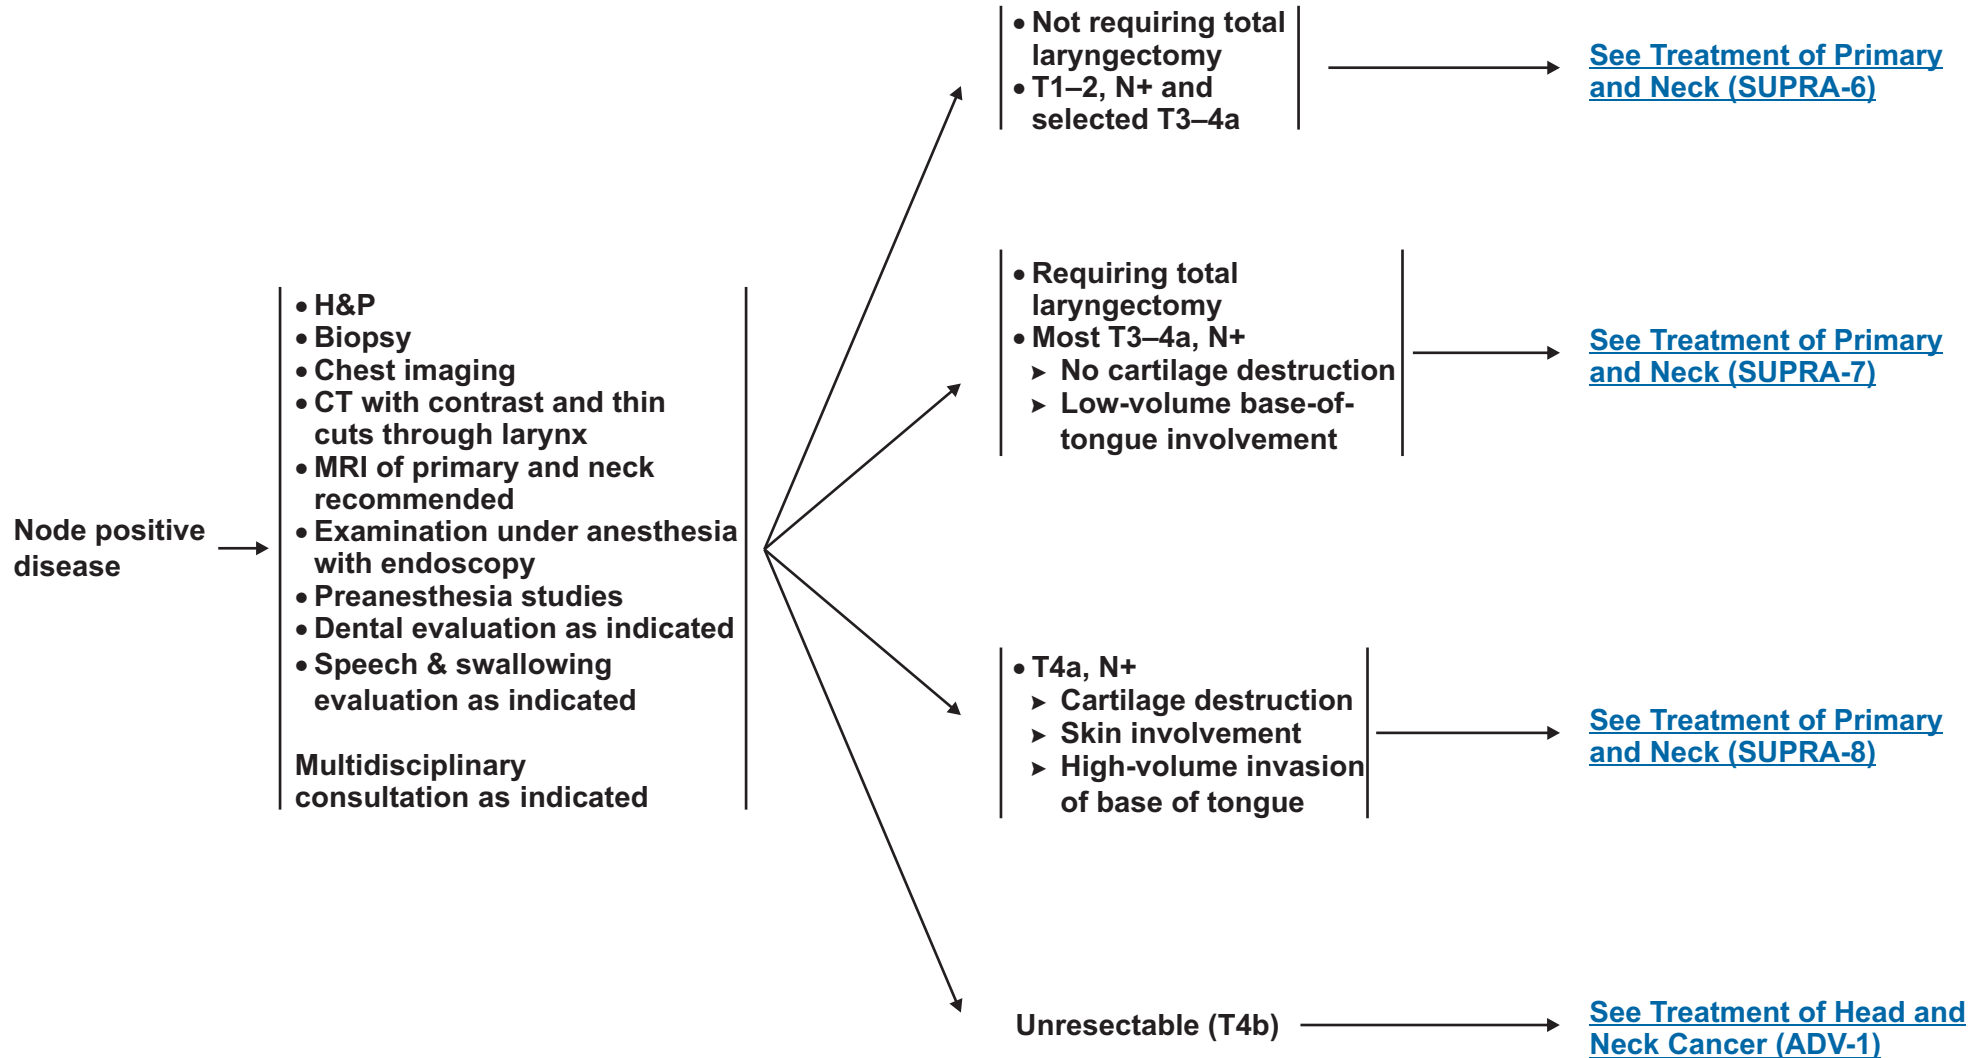 Node positive
disease
• H&P
• Biopsy
• Chest imaging
• CT with contrast and thin
cuts through larynx
• MRI of primary and neck
recommended
• Examination under anesthesia
with endoscopy
• Preanesthesia studies
• Dental evaluation as indicated
• Speech & swallowing
evaluation as indicated
Multidisciplinary
consultation as indicated
• Not requiring total
laryngectomy
• T1–2, N+ and
selected T3–4a
See Treatment of Primary
and Neck (SUPRA-6)
• Requiring total
laryngectomy
• Most T3–4a, N+
➤ No cartilage destruction
➤ Low-volume base-of-
tongue involvement
See Treatment of Primary
and Neck (SUPRA-7)
• T4a, N+
➤ Cartilage destruction
➤ Skin involvement
➤ High-volume invasion
of base of tongue
See Treatment of Primary
and Neck (SUPRA-8)
Unresectable (T4b)
See Treatment of Head and
Neck Cancer (ADV-1)